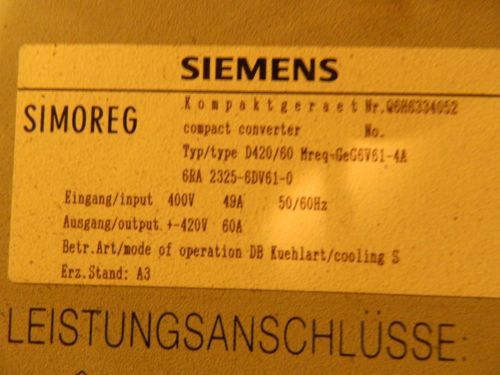 SIEMENS
SIMOREG
Kompaktgeraet Nr. Q6H6334052
compact converter No.
Typ/type D420/60 Mreq-GeG6V61-4A
6RA 2325-6DV61-0
Eingang/input 400V 49A 50/60Hz
Ausgang/output +-420V 60A
Betr.Art/mode of operation DB Kuehlart/cooling S
Erz.Stand: A3
LEISTUNGSANSCHLÜSSE: